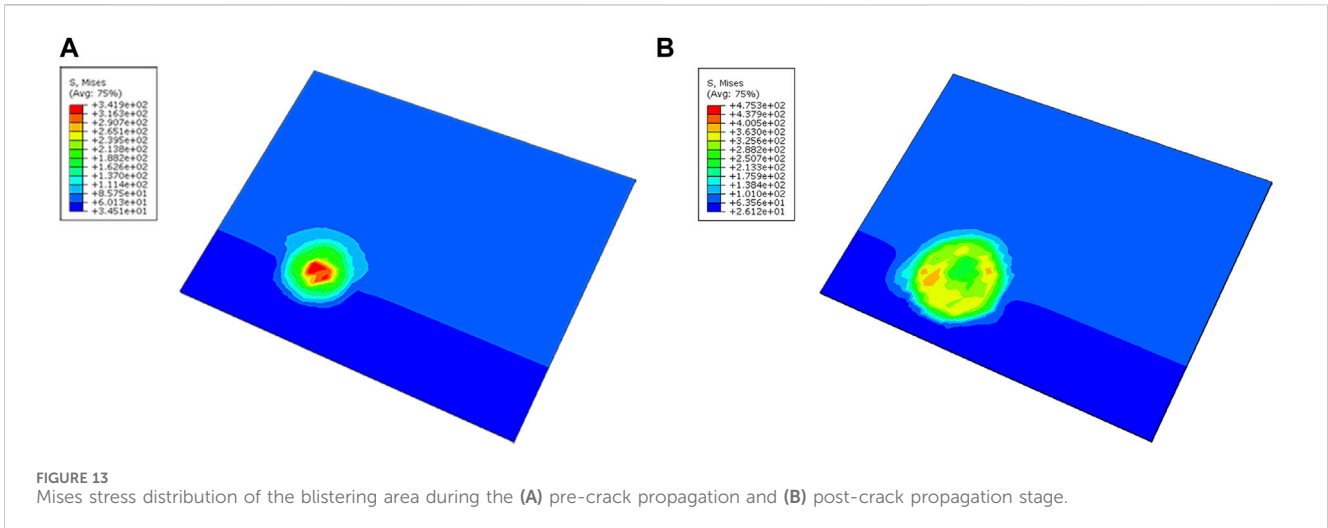 A
S, Mises
(Avg: 75%)
+3.419e+02
+3.163e+02
+2.907e+02
+2.651e+02
+2.395e+02
+2.138e+02
+1.882e+02
+1.626e+02
+1.370e+02
+1.114e+02
+8.575e+01
+6.013e+01
+3.451e+01
B
S, Mises
(Avg: 75%)
+4.753e+02
+4.379e+02
+4.005e+02
+3.630e+02
+3.256e+02
+2.882e+02
+2.507e+02
+2.133e+02
+1.759e+02
+1.384e+02
+1.010e+02
+6.356e+01
+2.612e+01
FIGURE 13
Mises stress distribution of the blistering area during the (A) pre-crack propagation and (B) post-crack propagation stage.